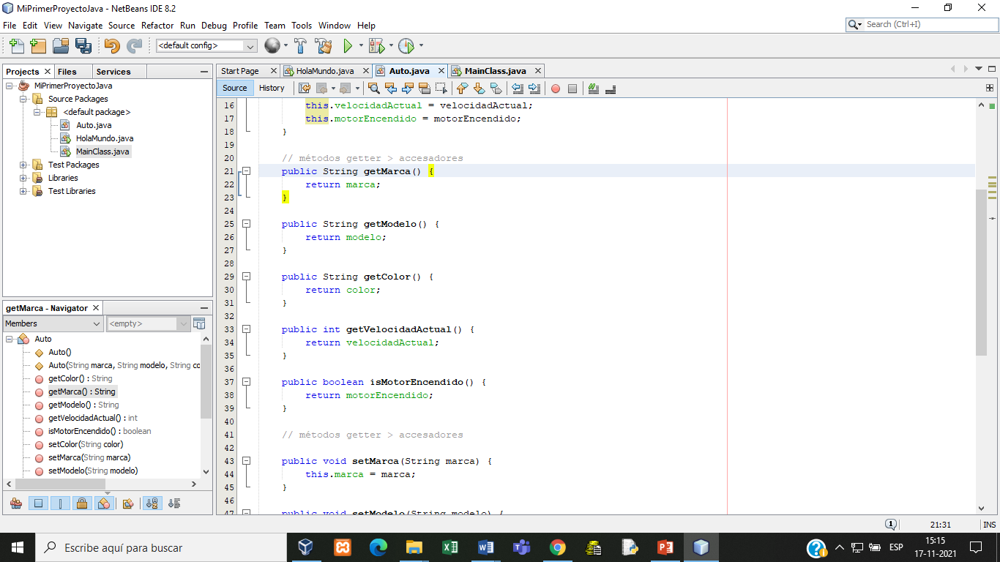 MiPrimerProyectoJava - NetBeans IDE 8.2
File Edit View Navigate Source Refactor Run Debug Profile Team Tools Window Help
Search (Ctrl+I)
<default config>
Projects Files Services
MiPrimerProyectoJava
Source Packages
<default package>
Auto.java
HolaMundo.java
MainClass.java
Test Packages
Libraries
Test Libraries
getMarca - Navigator
Members <empty>
Auto
Auto()
Auto(String marca, String modelo, String co
getColor() : String
getMarca() : String
getModelo() : String
getVelocidadActual() : int
isMotorEncendido() : boolean
setColor(String color)
setMarca(String marca)
setModelo(String modelo)
Start Page HolaMundo.java Auto.java MainClass.java
Source History
16 this.velocidadActual = velocidadActual;
17 this.motorEncendido = motorEncendido;
18 }
19
20 // métodos getter > accesadores
21 public String getMarca() {
22 return marca;
23 }
24
25 public String getModelo() {
26 return modelo;
27 }
28
29 public String getColor() {
30 return color;
31 }
32
33 public int getVelocidadActual() {
34 return velocidadActual;
35 }
36
37 public boolean isMotorEncendido() {
38 return motorEncendido;
39 }
40
41 // métodos getter > accesadores
42
43 public void setMarca(String marca) {
44 this.marca = marca;
45 }
46
47 public void setModelo(String modelo) {
1 21:31 INS
Escribe aquí para buscar
ESP
15:15
17-11-2021